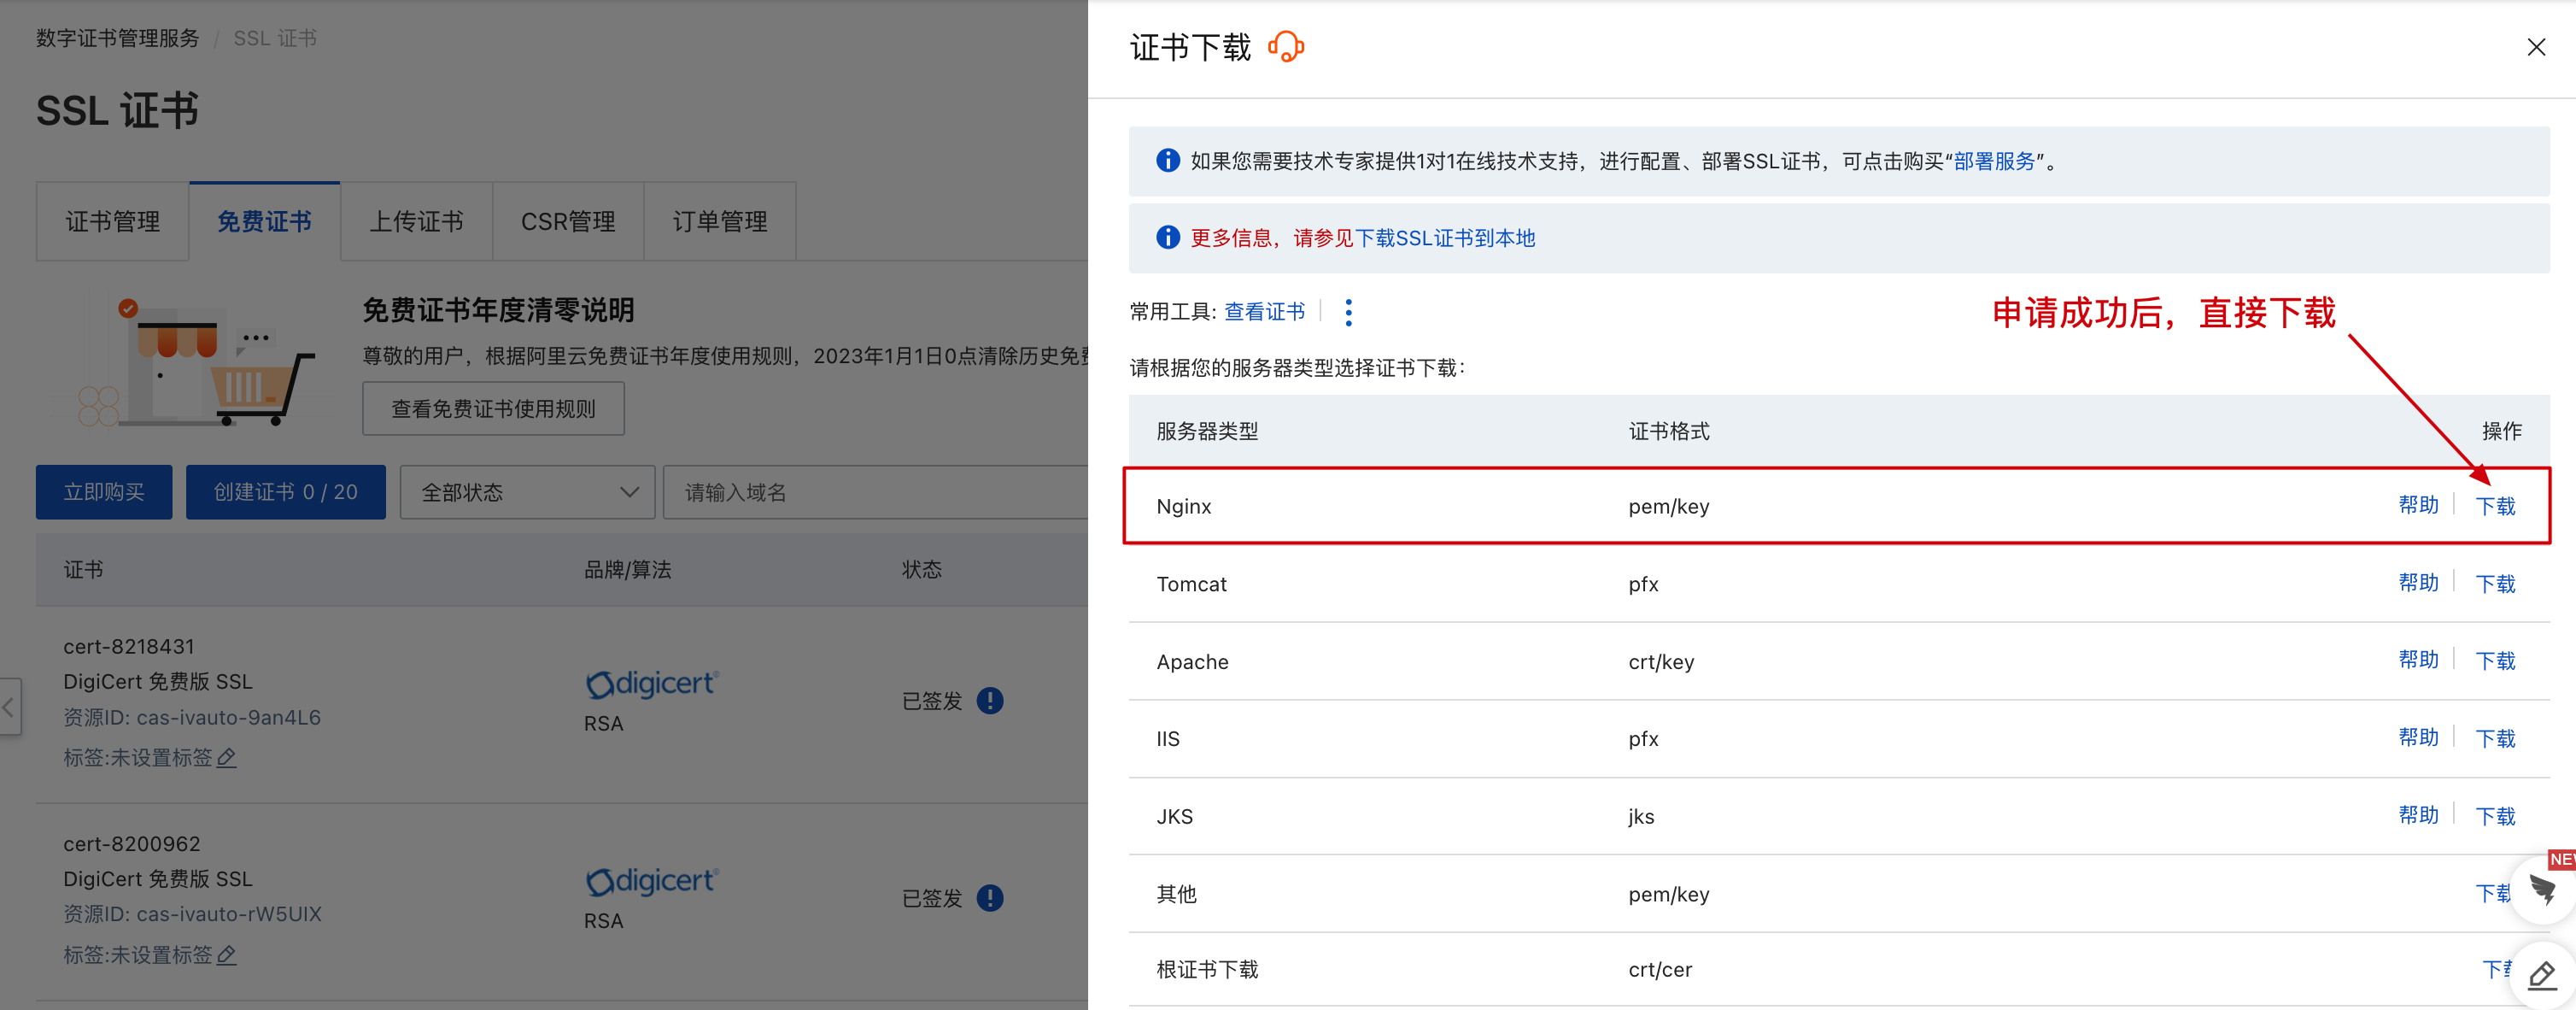 数字证书管理服务 / SSL 证书
SSL 证书
证书管理
免费证书
上传证书
CSR管理
订单管理
免费证书年度清零说明
尊敬的用户，根据阿里云免费证书年度使用规则，2023年1月1日0点清除历史免
查看免费证书使用规则
立即购买
创建证书 0 / 20
全部状态
请输入域名
证书
品牌/算法
状态
cert-8218431
DigiCert 免费版 SSL
资源ID: cas-ivauto-9an4L6
标签:未设置标签
digicert®
RSA
已签发
cert-8200962
DigiCert 免费版 SSL
资源ID: cas-ivauto-rW5UIX
标签:未设置标签
digicert®
RSA
已签发
证书下载
如果您需要技术专家提供1对1在线技术支持，进行配置、部署SSL证书，可点击购买“部署服务”。
更多信息，请参见下载SSL证书到本地
常用工具: 查看证书
申请成功后，直接下载
请根据您的服务器类型选择证书下载：
服务器类型 证书格式 操作
Nginx pem/key 帮助 下载
Tomcat pfx 帮助 下载
Apache crt/key 帮助 下载
IIS pfx 帮助 下载
JKS jks 帮助 下载
其他 pem/key 下载
根证书下载 crt/cer 下
NE